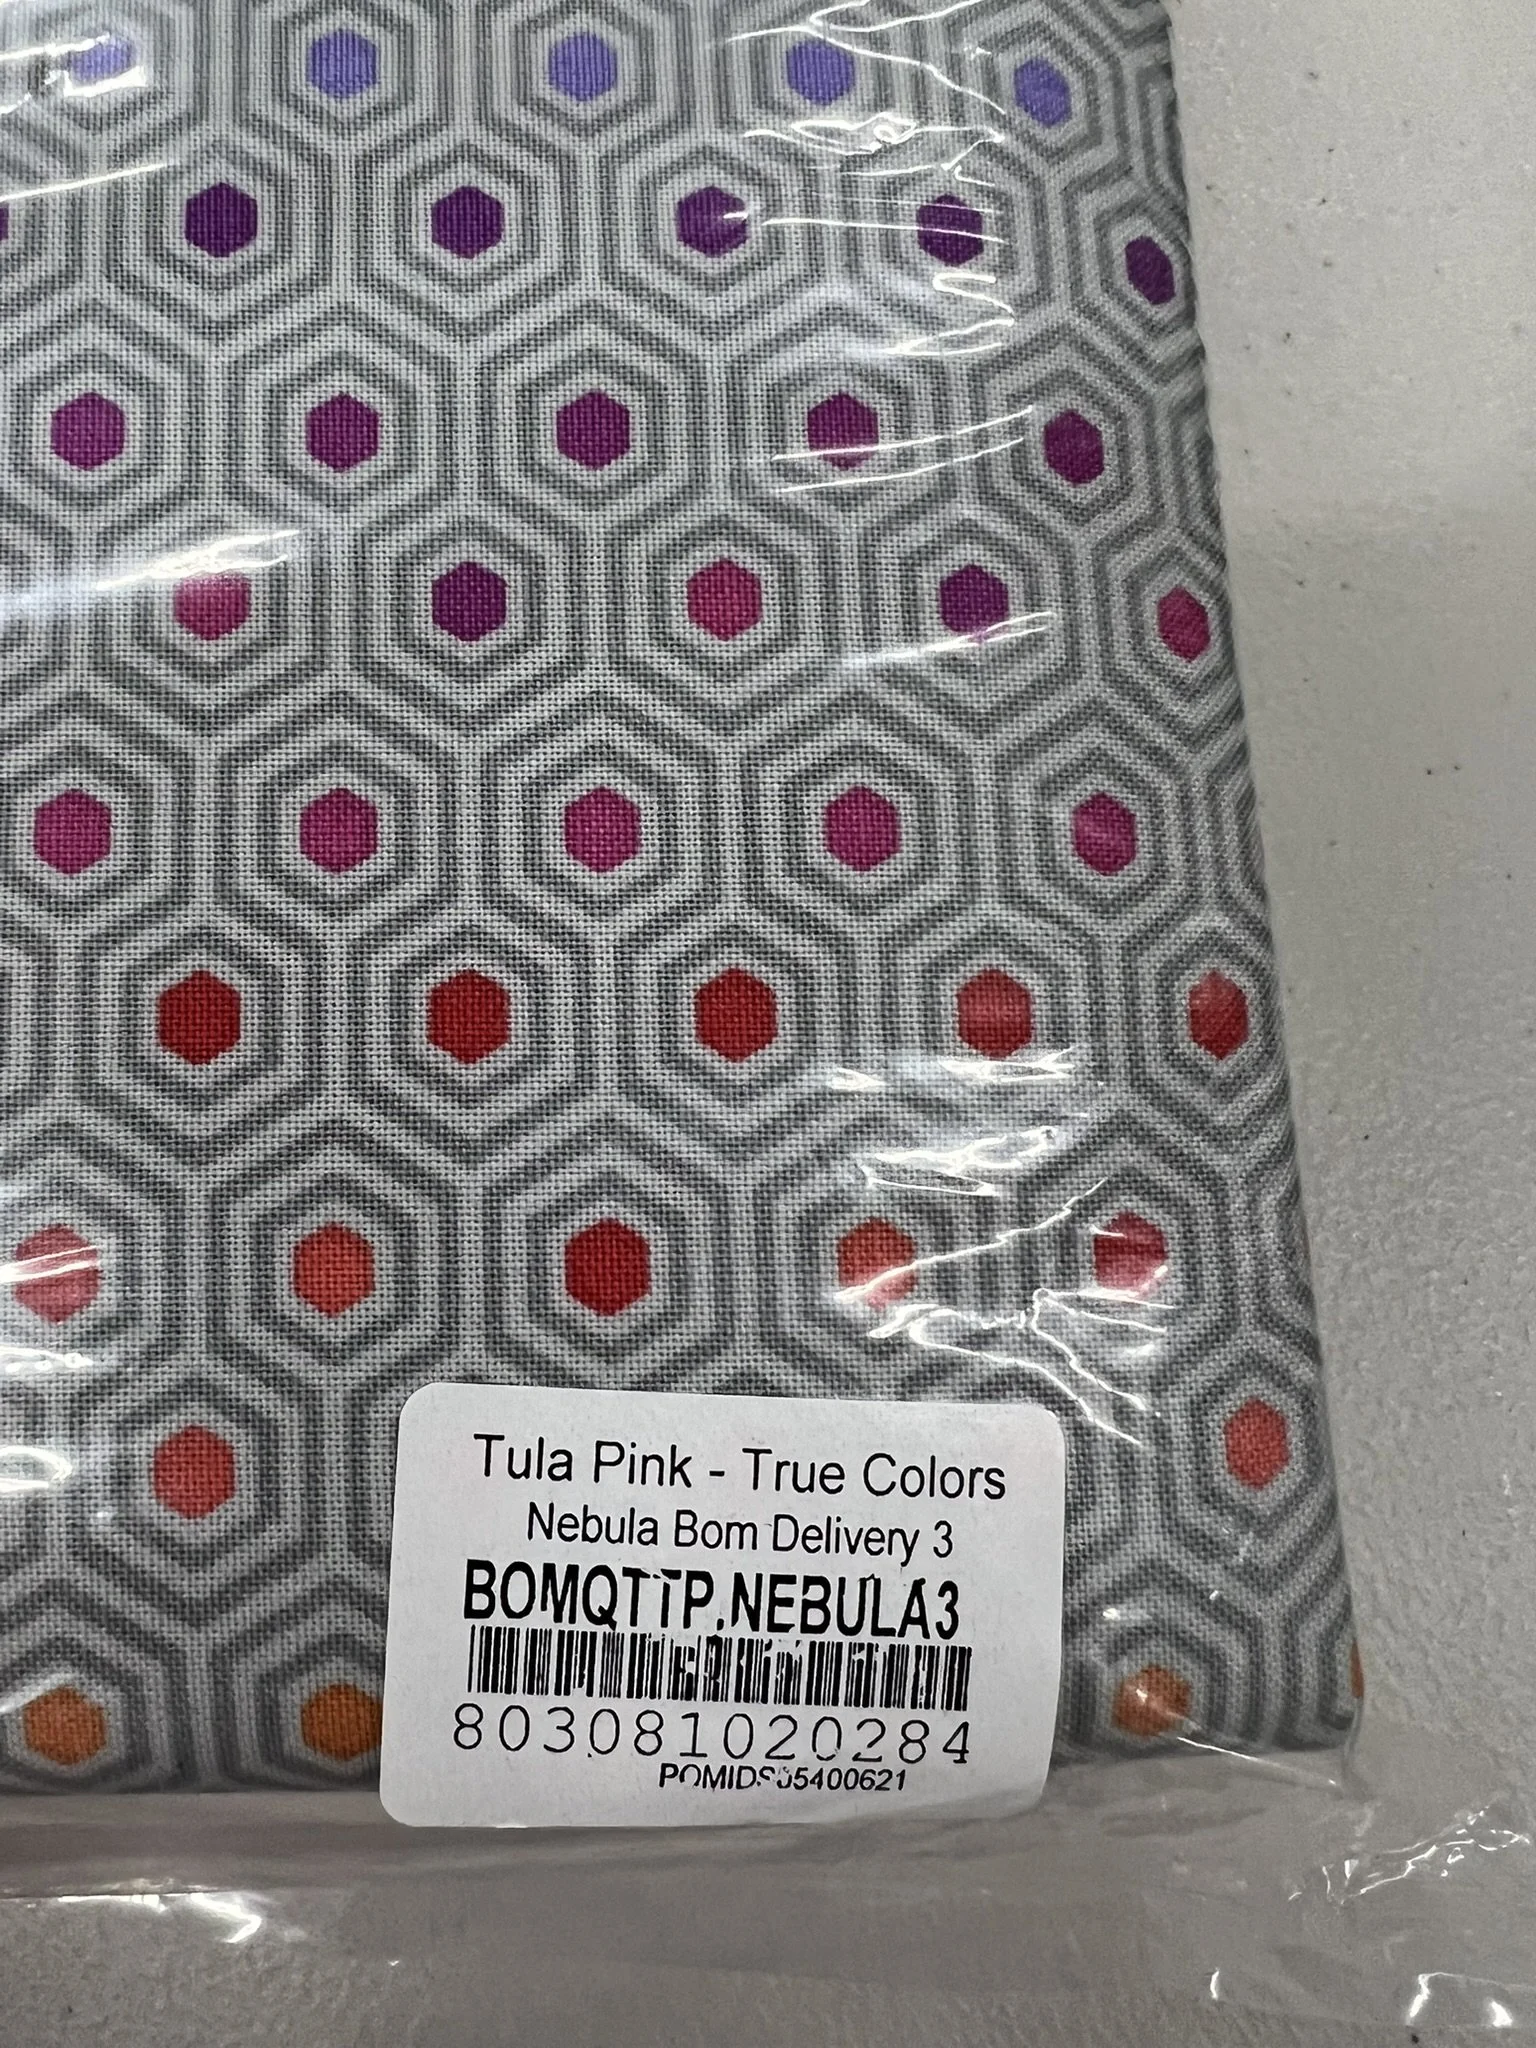 Tula Pink - True Colors
Nebula Bom Delivery 3
BOMQTTP.NEBULA3
803081020284